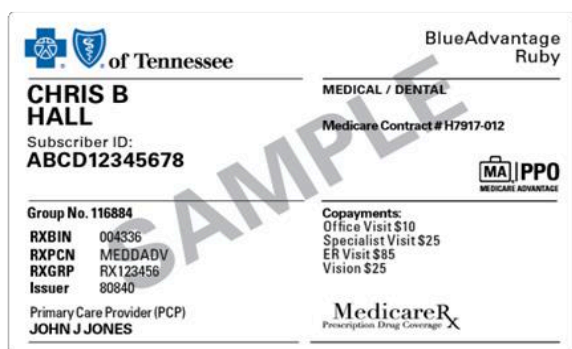 of Tennessee
BlueAdvantage
Ruby
CHRIS B
HALL
Subscriber ID:
ABCD12345678
MEDICAL / DENTAL
Medicare Contract # H7917-012
MA PPO
MEDICARE ADVANTAGE
SAMPLE
Group No. 116884
RXBIN 004336
RXPCN MEDDADV
RXGRP RX123456
Issuer 80840
Primary Care Provider (PCP)
JOHN J JONES
Copayments:
Office Visit $10
Specialist Visit $25
ER Visit $85
Vision $25
MedicareRx
Prescription Drug Coverage